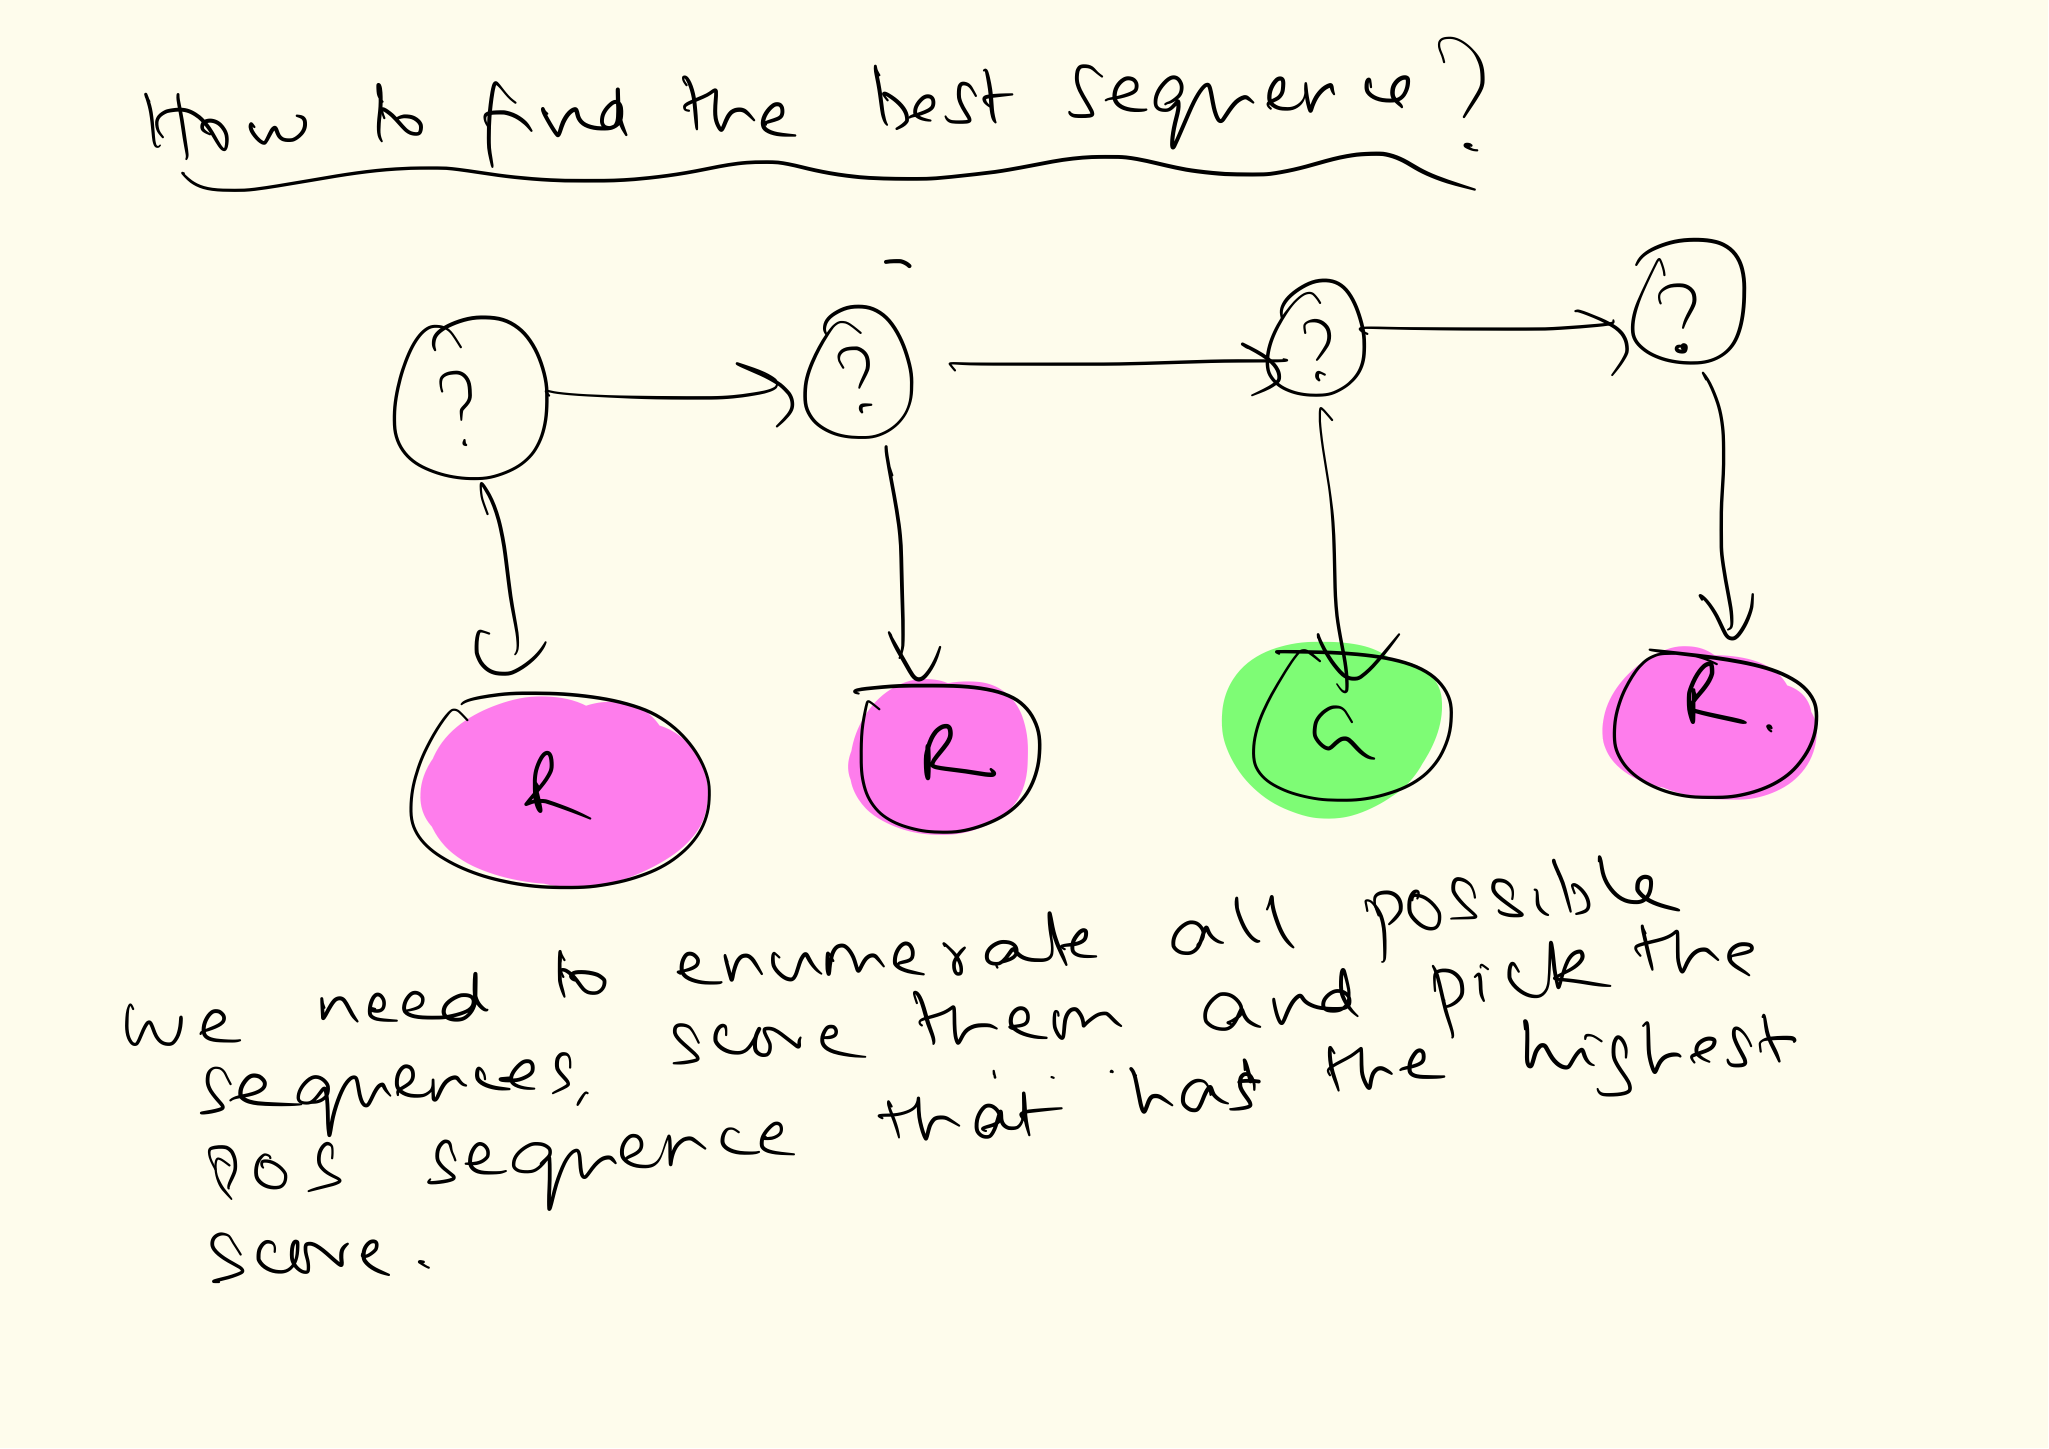 How to find the best sequence?
? ? ? ?
R R G R.
we need to enumerate all possible
sequences, score them and pick the
POS sequence that has the highest
score.